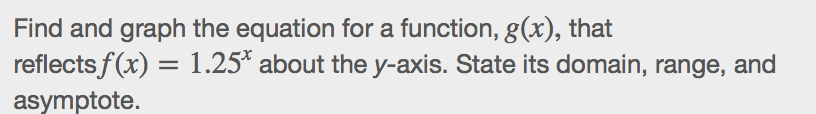 Find and graph the equation for a function, g(x), that
reflects f(x) = 1.25ˣ about the y-axis. State its domain, range, and
asymptote.